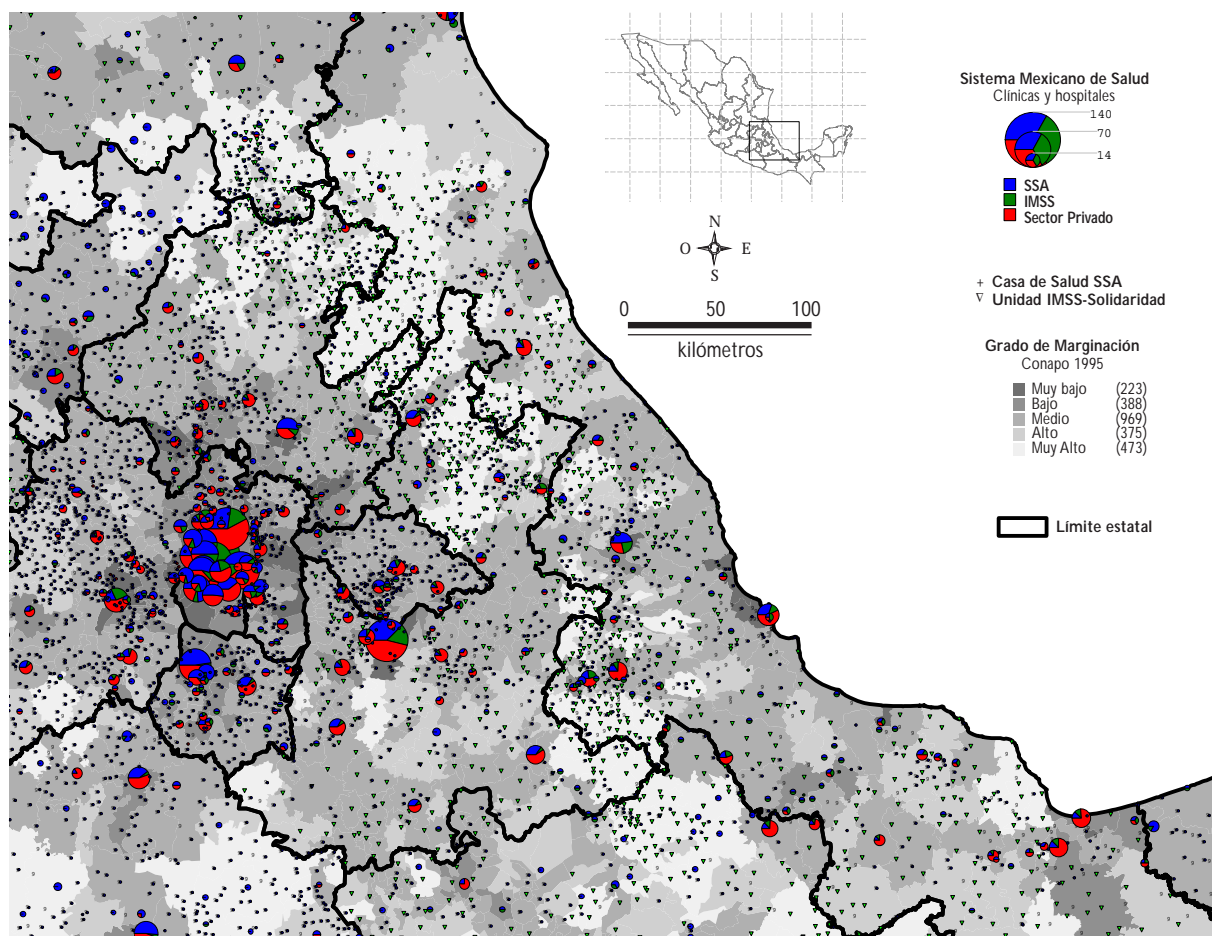 Sistema Mexicano de Salud
Clínicas y hospitales
140
70
14
SSA
IMSS
Sector Privado
N
O E
S
+ Casa de Salud SSA
Unidad IMSS-Solidaridad
0 50 100
kilómetros
Grado de Marginación
Conapo 1995
Muy bajo (223)
Bajo (388)
Medio (969)
Alto (375)
Muy Alto (473)
Límite estatal